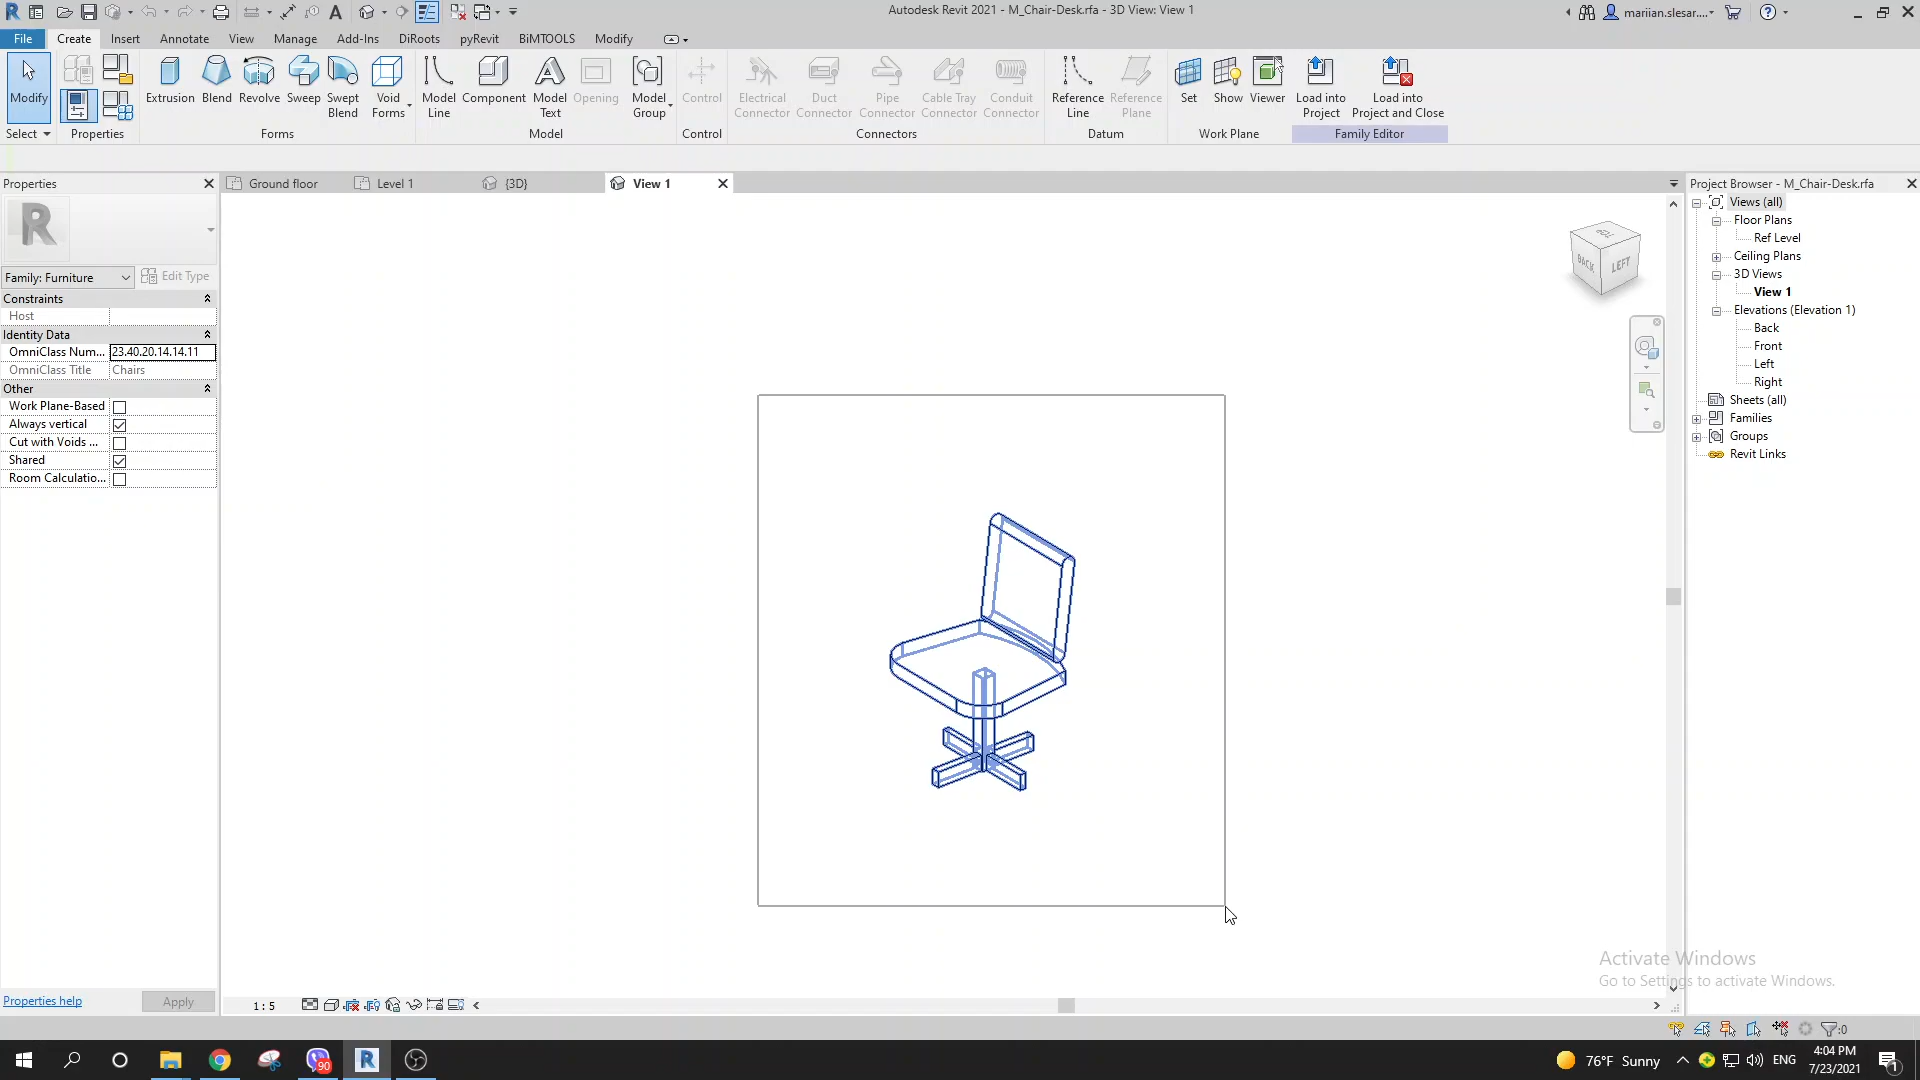 Autodesk Revit 2021 - M_Chair-Desk.rfa - 3D View: View 1
mariian.slesar....
File Create Insert Annotate View Manage Add-Ins DiRoots pyRevit BiMTOOLS Modify
Modify
Select
Properties
Extrusion
Blend
Revolve
Sweep
Swept
Blend
Void
Forms
Forms
Model
Line
Component
Model
Text
Opening
Model
Group
Model
Control
Control
Electrical
Connector
Duct
Connector
Pipe
Connector
Cable Tray
Connector
Conduit
Connector
Connectors
Reference
Line
Reference
Plane
Datum
Set
Show
Viewer
Work Plane
Load into
Project
Load into
Project and Close
Family Editor
Properties
Ground floor
Level 1
{3D}
View 1
Project Browser - M_Chair-Desk.rfa
Family: Furniture
Edit Type
Constraints
Host
Identity Data
OmniClass Num... 23.40.20.14.14.11
OmniClass Title Chairs
Other
Work Plane-Based
Always vertical
Cut with Voids ...
Shared
Room Calculatio...
Properties help
Apply
BACK
LEFT
Views (all)
Floor Plans
Ref Level
Ceiling Plans
3D Views
View 1
Elevations (Elevation 1)
Back
Front
Left
Right
Sheets (all)
Families
Groups
Revit Links
Activate Windows
Go to Settings to activate Windows.
1 : 5
:0
90
76°F Sunny
ENG
4:04 PM
7/23/2021
1